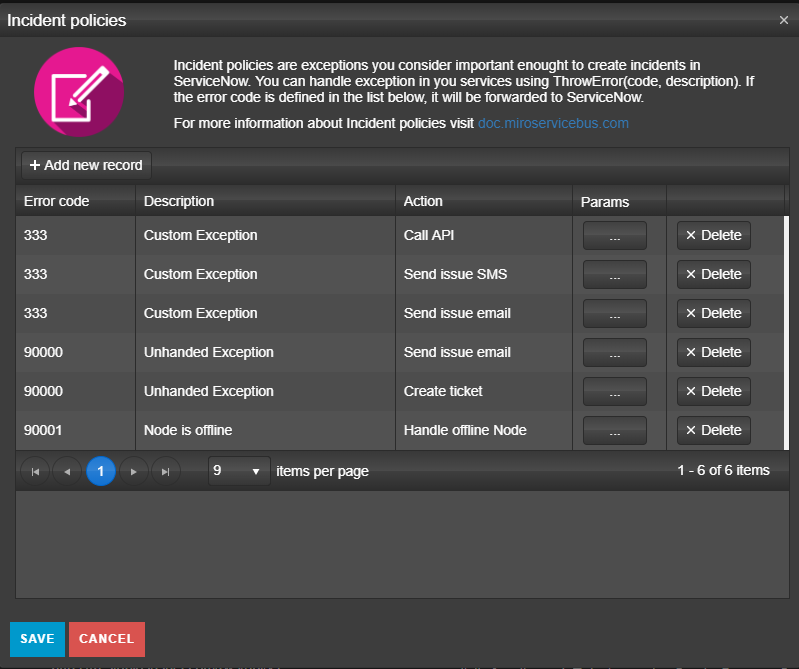 Incident policies ×
Incident policies are exceptions you consider important enought to create incidents in
ServiceNow. You can handle exception in you services using ThrowError(code, description). If
the error code is defined in the list below, it will be forwarded to ServiceNow.
For more information about Incident policies visit doc.miroservicebus.com
+ Add new record
Error code Description Action Params
333 Custom Exception Call API ... × Delete
333 Custom Exception Send issue SMS ... × Delete
333 Custom Exception Send issue email ... × Delete
90000 Unhanded Exception Send issue email ... × Delete
90000 Unhanded Exception Create ticket ... × Delete
90001 Node is offline Handle offline Node ... × Delete
1 9 items per page 1 - 6 of 6 items
SAVE CANCEL